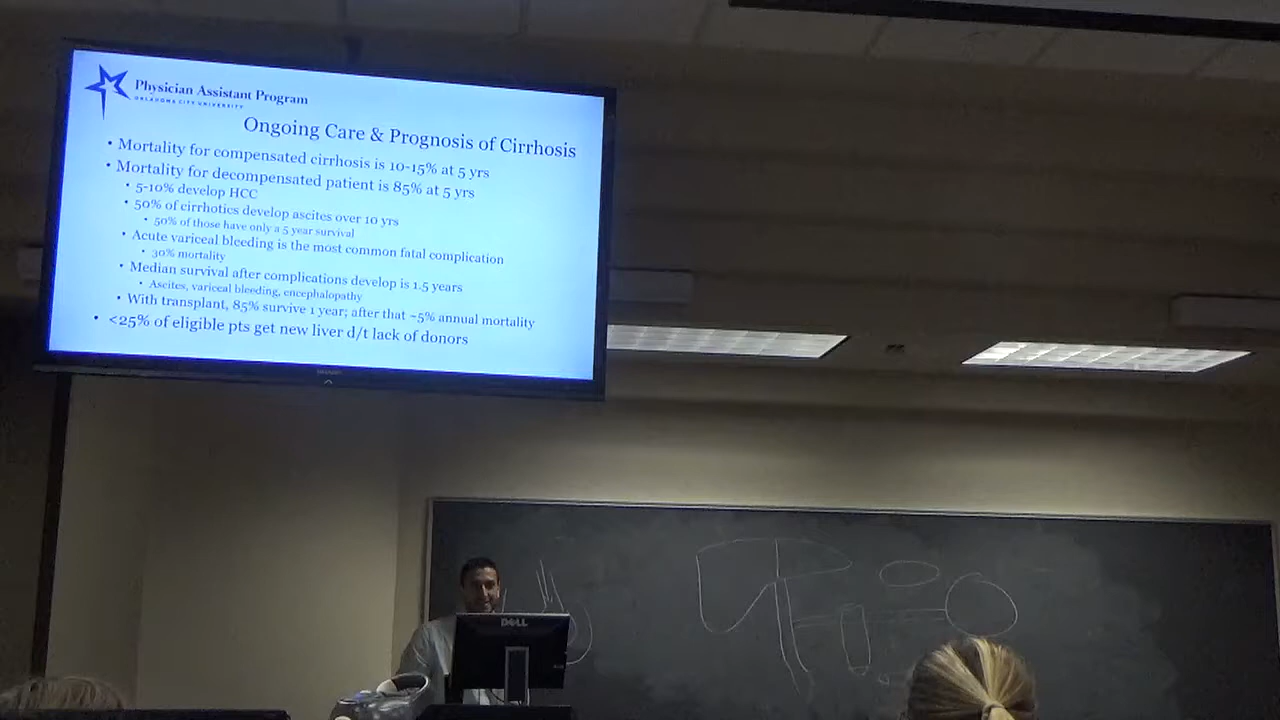 Physician Assistant Program
OKLAHOMA CITY UNIVERSITY
Ongoing Care & Prognosis of Cirrhosis
• Mortality for compensated cirrhosis is 10-15% at 5 yrs
• Mortality for decompensated patient is 85% at 5 yrs
• 5-10% develop HCC
• 50% of cirrhotics develop ascites over 10 yrs
• 50% of those have only a 5 year survival
• Acute variceal bleeding is the most common fatal complication
• 30% mortality
• Median survival after complications develop is 1.5 years
• Ascites, variceal bleeding, encephalopathy
• With transplant, 85% survive 1 year; after that ~5% annual mortality
• <25% of eligible pts get new liver d/t lack of donors
DELL